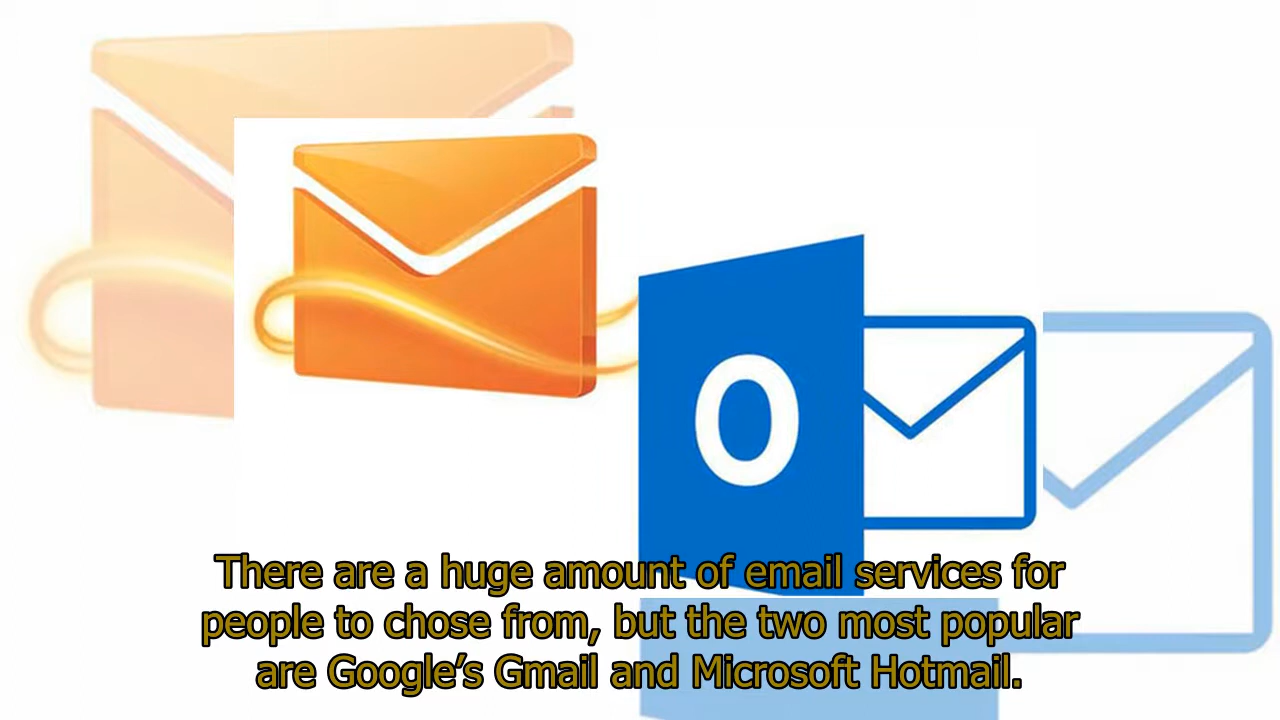 O
There are a huge amount of email services for
people to chose from, but the two most popular
are Google’s Gmail and Microsoft Hotmail.